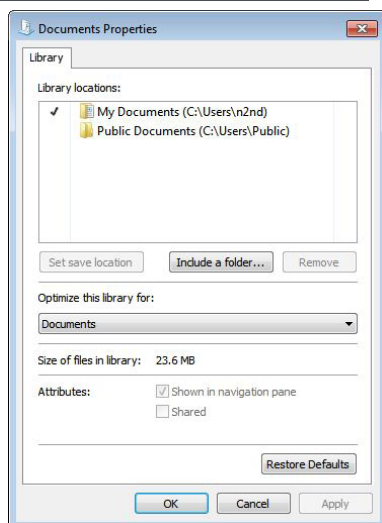 Documents Properties
Library
Library locations:
My Documents (C:\Users\n2nd)
Public Documents (C:\Users\Public)
Set save location Include a folder... Remove
Optimize this library for:
Documents
Size of files in library: 23.6 MB
Attributes: Shown in navigation pane
Shared
Restore Defaults
OK Cancel Apply